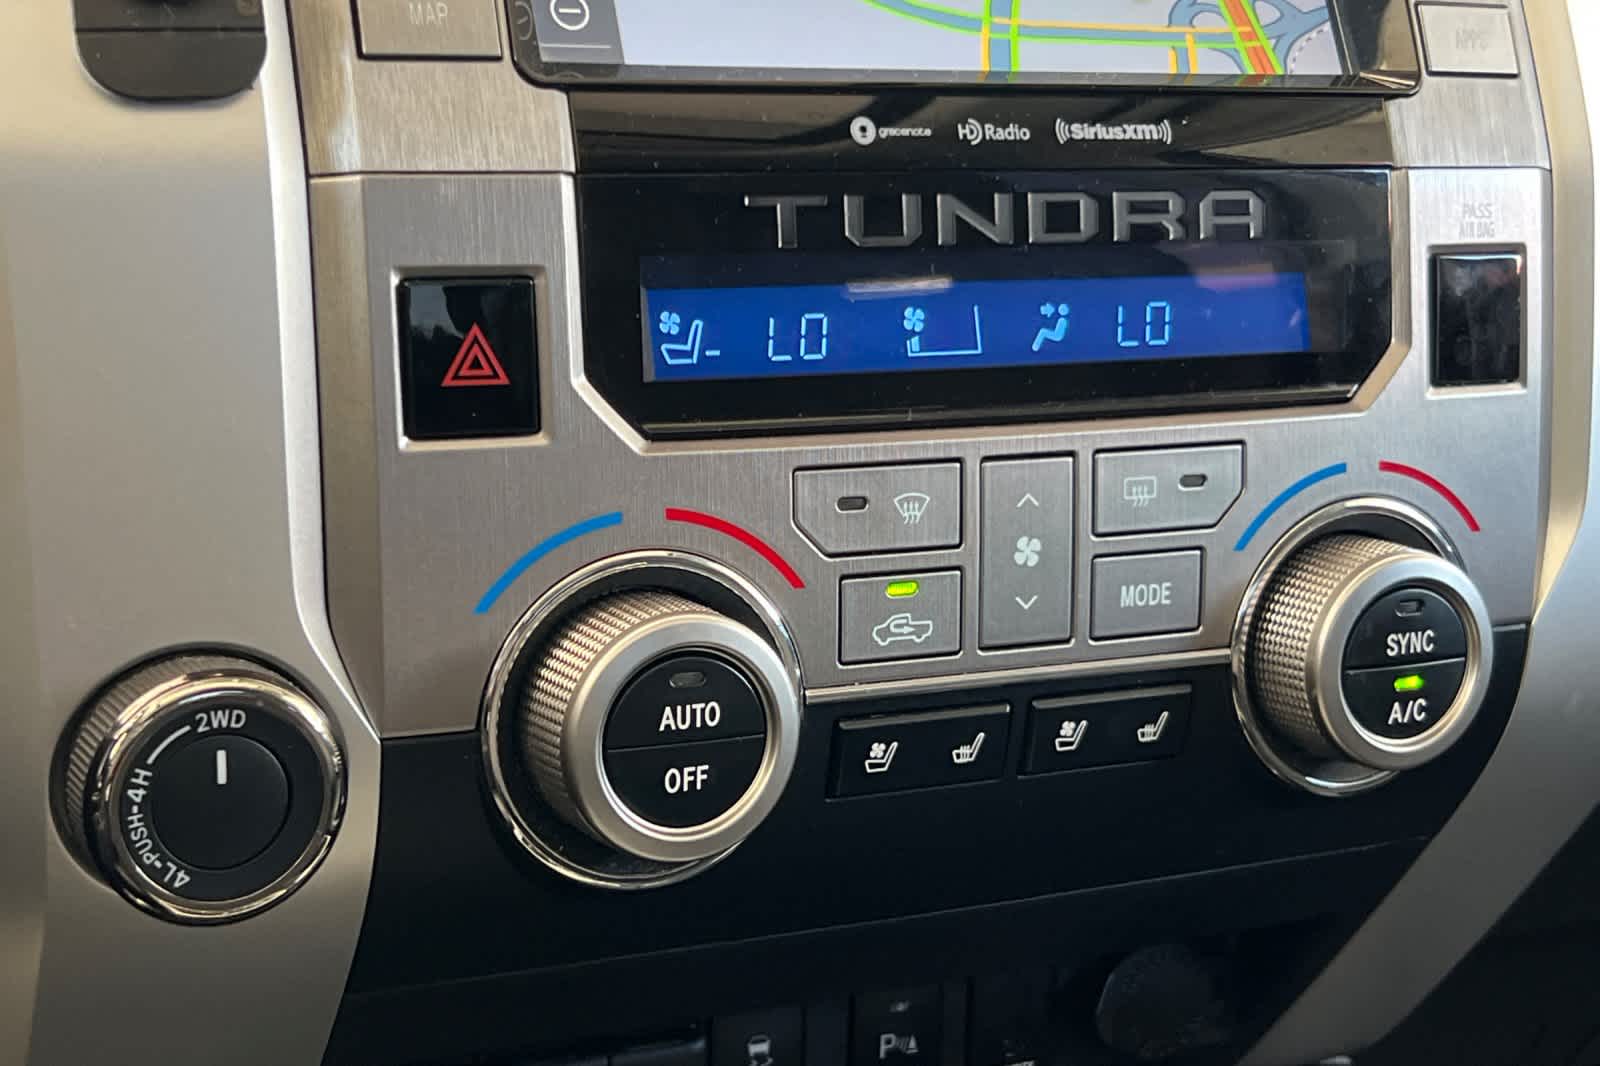 MAP
APPS
gracenote HD Radio ((SiriusXM))
TUNDRA
PASS
AIR BAG
LO LO
MODE
SYNC
A/C
AUTO
OFF
2WD
4L-PUSH-4H
P